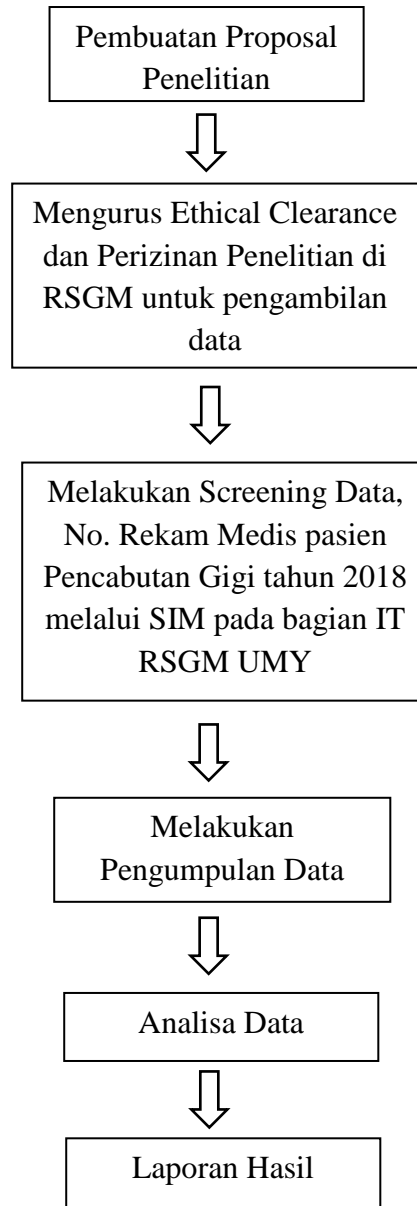 Pembuatan Proposal
Penelitian
Mengurus Ethical Clearance
dan Perizinan Penelitian di
RSGM untuk pengambilan
data
Melakukan Screening Data,
No. Rekam Medis pasien
Pencabutan Gigi tahun 2018
melalui SIM pada bagian IT
RSGM UMY
Melakukan
Pengumpulan Data
Analisa Data
Laporan Hasil